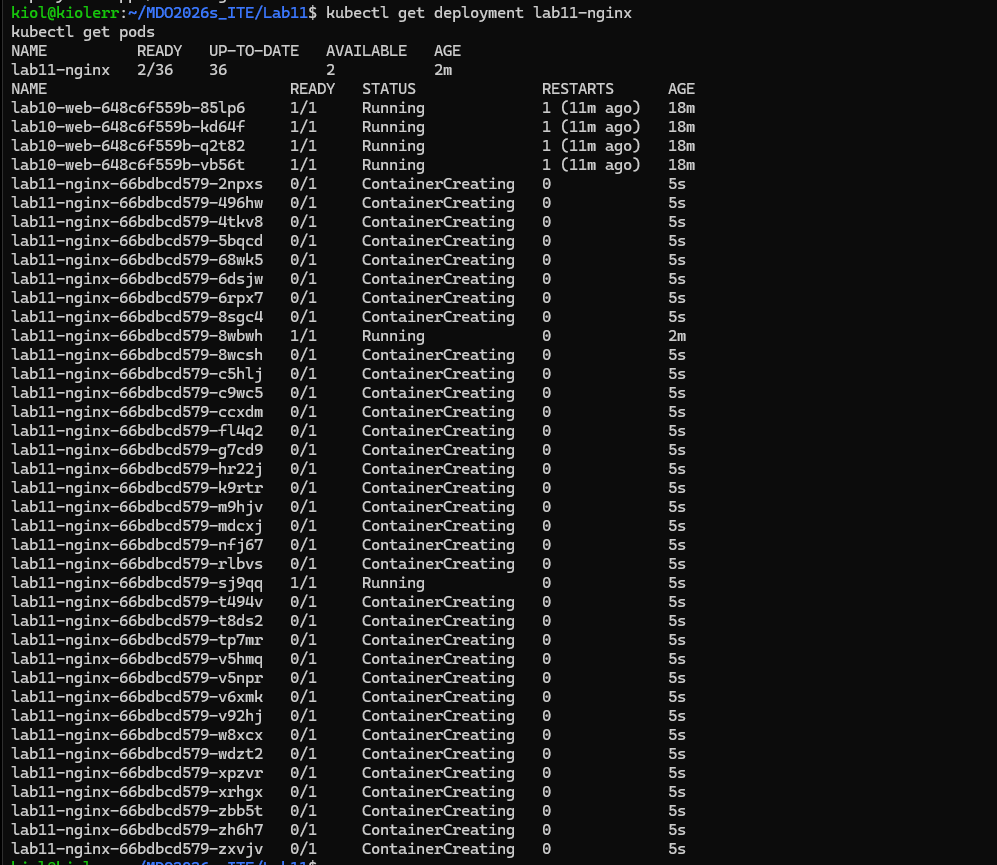 kiol@kiolerr:~/MDO2026s_ITE/Lab11$ kubectl get deployment lab11-nginx
kubectl get pods
NAME          READY   UP-TO-DATE   AVAILABLE   AGE
lab11-nginx   2/36    36           2           2m
NAME                           READY   STATUS              RESTARTS      AGE
lab10-web-648c6f559b-85lp6     1/1     Running             1 (11m ago)   18m
lab10-web-648c6f559b-kd64f     1/1     Running             1 (11m ago)   18m
lab10-web-648c6f559b-q2t82     1/1     Running             1 (11m ago)   18m
lab10-web-648c6f559b-vb56t     1/1     Running             1 (11m ago)   18m
lab11-nginx-66bdbcd579-2npxs   0/1     ContainerCreating   0             5s
lab11-nginx-66bdbcd579-496hw   0/1     ContainerCreating   0             5s
lab11-nginx-66bdbcd579-4tkv8   0/1     ContainerCreating   0             5s
lab11-nginx-66bdbcd579-5bqcd   0/1     ContainerCreating   0             5s
lab11-nginx-66bdbcd579-68wk5   0/1     ContainerCreating   0             5s
lab11-nginx-66bdbcd579-6dsjw   0/1     ContainerCreating   0             5s
lab11-nginx-66bdbcd579-6rpx7   0/1     ContainerCreating   0             5s
lab11-nginx-66bdbcd579-8sgc4   0/1     ContainerCreating   0             5s
lab11-nginx-66bdbcd579-8wbwh   1/1     Running             0             2m
lab11-nginx-66bdbcd579-8wcsh   0/1     ContainerCreating   0             5s
lab11-nginx-66bdbcd579-c5hlj   0/1     ContainerCreating   0             5s
lab11-nginx-66bdbcd579-c9wc5   0/1     ContainerCreating   0             5s
lab11-nginx-66bdbcd579-ccxdm   0/1     ContainerCreating   0             5s
lab11-nginx-66bdbcd579-fl4q2   0/1     ContainerCreating   0             5s
lab11-nginx-66bdbcd579-g7cd9   0/1     ContainerCreating   0             5s
lab11-nginx-66bdbcd579-hr22j   0/1     ContainerCreating   0             5s
lab11-nginx-66bdbcd579-k9rtr   0/1     ContainerCreating   0             5s
lab11-nginx-66bdbcd579-m9hjv   0/1     ContainerCreating   0             5s
lab11-nginx-66bdbcd579-mdcxj   0/1     ContainerCreating   0             5s
lab11-nginx-66bdbcd579-nfj67   0/1     ContainerCreating   0             5s
lab11-nginx-66bdbcd579-rlbvs   0/1     ContainerCreating   0             5s
lab11-nginx-66bdbcd579-sj9qq   1/1     Running             0             5s
lab11-nginx-66bdbcd579-t494v   0/1     ContainerCreating   0             5s
lab11-nginx-66bdbcd579-t8ds2   0/1     ContainerCreating   0             5s
lab11-nginx-66bdbcd579-tp7mr   0/1     ContainerCreating   0             5s
lab11-nginx-66bdbcd579-v5hmq   0/1     ContainerCreating   0             5s
lab11-nginx-66bdbcd579-v5npr   0/1     ContainerCreating   0             5s
lab11-nginx-66bdbcd579-v6xmk   0/1     ContainerCreating   0             5s
lab11-nginx-66bdbcd579-v92hj   0/1     ContainerCreating   0             5s
lab11-nginx-66bdbcd579-w8xcx   0/1     ContainerCreating   0             5s
lab11-nginx-66bdbcd579-wdzt2   0/1     ContainerCreating   0             5s
lab11-nginx-66bdbcd579-xpzvr   0/1     ContainerCreating   0             5s
lab11-nginx-66bdbcd579-xrhgx   0/1     ContainerCreating   0             5s
lab11-nginx-66bdbcd579-zbb5t   0/1     ContainerCreating   0             5s
lab11-nginx-66bdbcd579-zh6h7   0/1     ContainerCreating   0             5s
lab11-nginx-66bdbcd579-zxvjv   0/1     ContainerCreating   0             5s